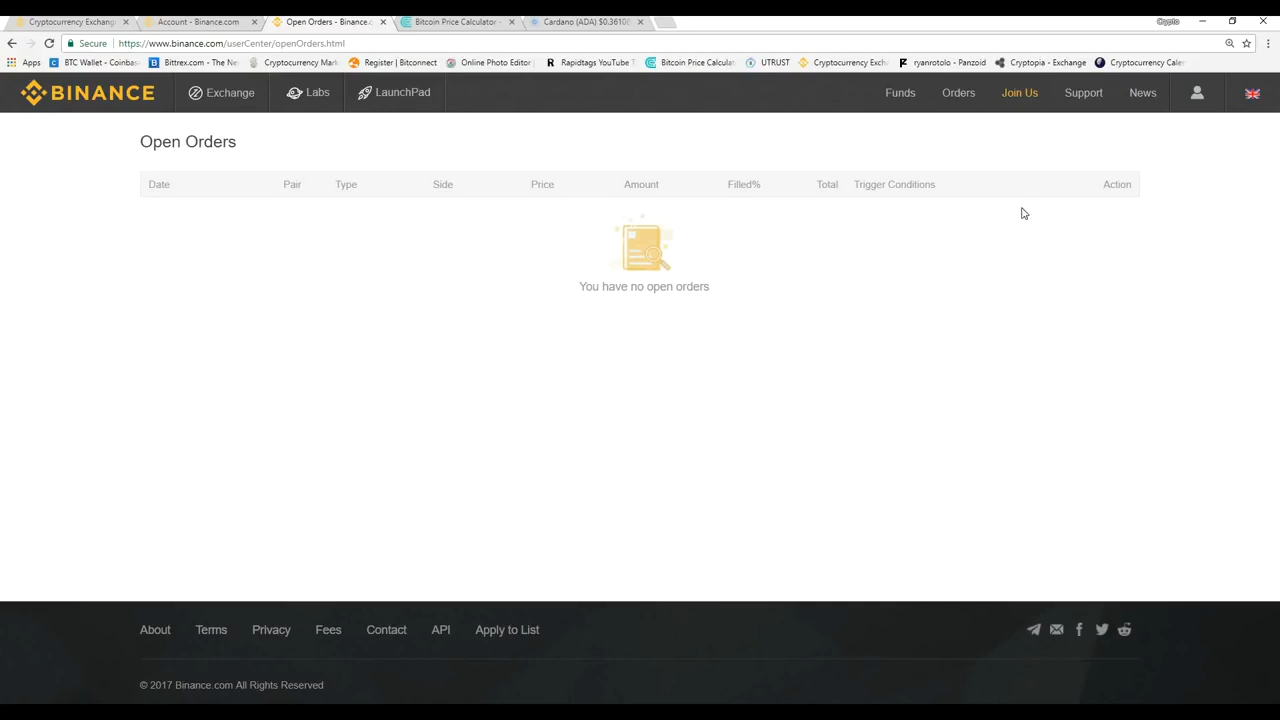 Cryptocurrency Exchang
Account - Binance.com
Open Orders - Binance.c
Bitcoin Price Calculator -
Cardano (ADA) $0.3610
Crypto
Secure
https://www.binance.com/userCenter/openOrders.html
Apps
BTC Wallet - Coinbas
Bittrex.com - The Ne
Cryptocurrency Mark
Register | Bitconnect
Online Photo Editor
Rapidtags YouTube T
Bitcoin Price Calculat
UTRUST
Cryptocurrency Exch
ryanrotolo - Panzoid
Cryptopia - Exchange
Cryptocurrency Caler
BINANCE
Exchange
Labs
LaunchPad
Funds
Orders
Join Us
Support
News
Open Orders
Date
Pair
Type
Side
Price
Amount
Filled%
Total
Trigger Conditions
Action
You have no open orders
About
Terms
Privacy
Fees
Contact
API
Apply to List
© 2017 Binance.com All Rights Reserved